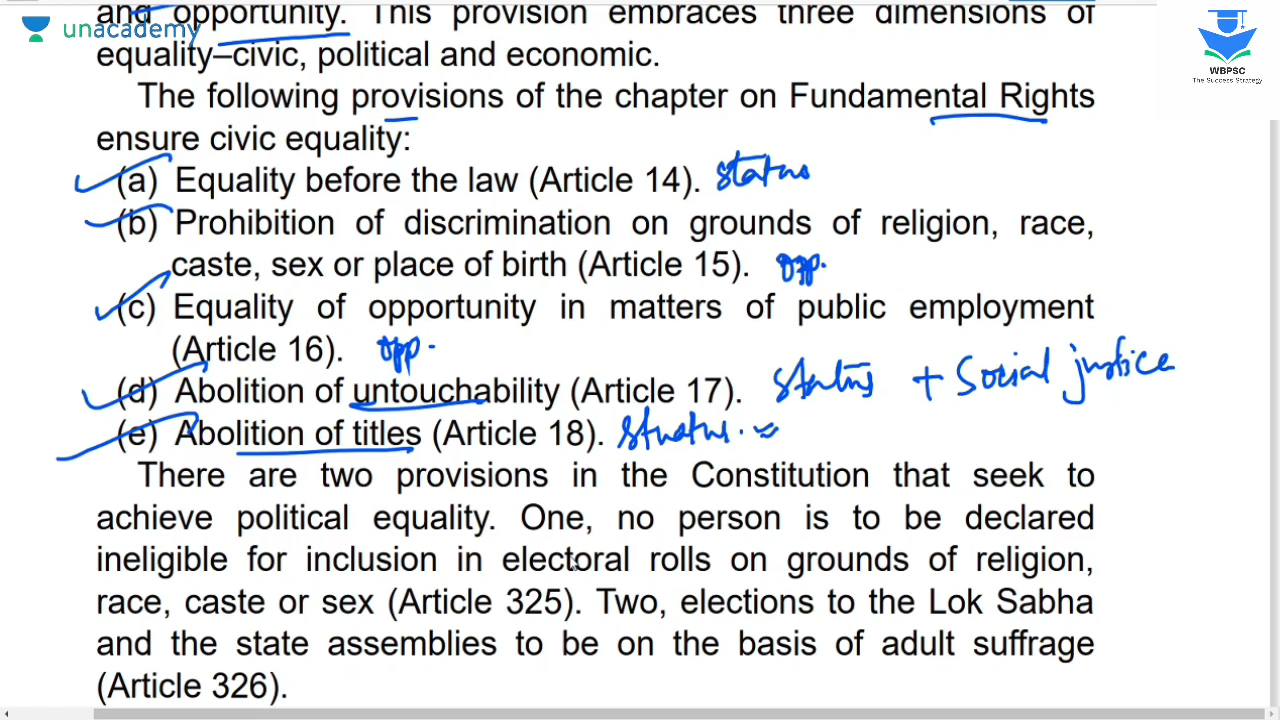 and opportunity. This provision embraces three dimensions of
unacademy
equality–civic, political and economic.
WBPSC
The Success Strategy
The following provisions of the chapter on Fundamental Rights
ensure civic equality:
(a) Equality before the law (Article 14). status
(b) Prohibition of discrimination on grounds of religion, race,
caste, sex or place of birth (Article 15). opp.
(c) Equality of opportunity in matters of public employment
(Article 16). opp.
(d) Abolition of untouchability (Article 17). status + Social justice
(e) Abolition of titles (Article 18). status.
There are two provisions in the Constitution that seek to
achieve political equality. One, no person is to be declared
ineligible for inclusion in electoral rolls on grounds of religion,
race, caste or sex (Article 325). Two, elections to the Lok Sabha
and the state assemblies to be on the basis of adult suffrage
(Article 326).